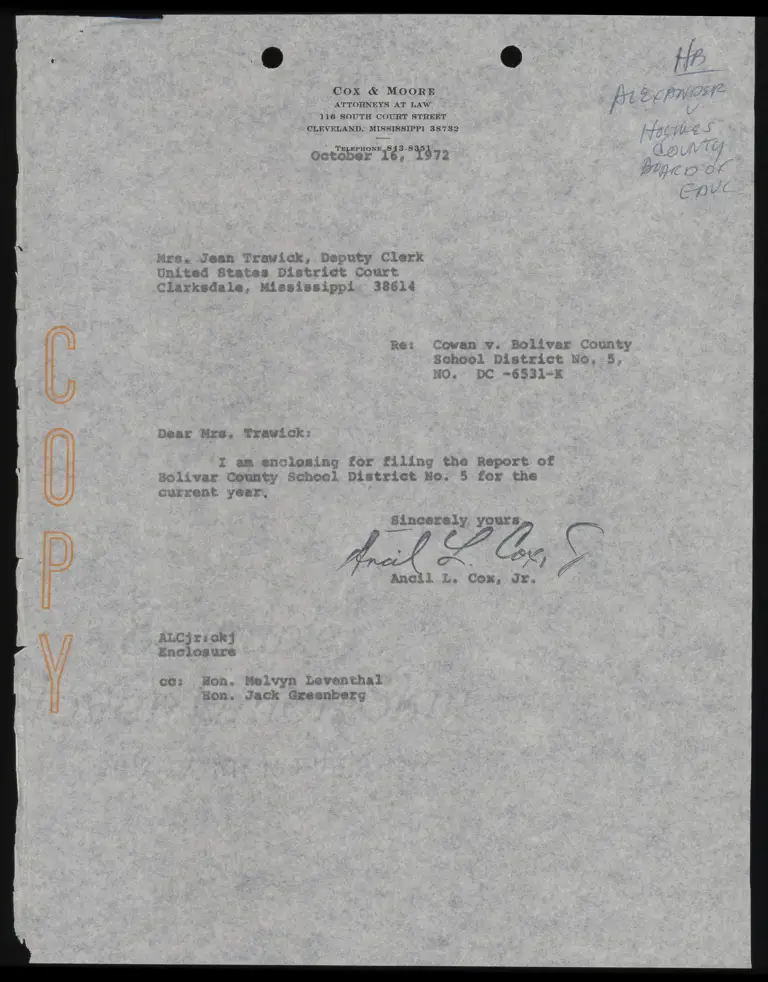 HB
ALEXANDER
V
HOLMES
COUNTY
BOARD OF
EDUC
COX & MOORE
ATTORNEYS AT LAW
116 SOUTH COURT STREET
CLEVELAND, MISSISSIPPI 38732
TELEPHONE 843-8351
October 16, 1972
Mrs. Jean Trawick, Deputy Clerk
United States District Court
Clarksdale, Mississippi 38614
Re: Cowan v. Bolivar County
School District No. 5,
NO. DC -6531-K
Dear Mrs. Trawick:
I am enclosing for filing the Report of
Bolivar County School District No. 5 for the
current year.
Sincerely yours,
Ancil L. Cox, Jr
Ancil L. Cox, Jr.
ALCjr:ckj
Enclosure
cc: Hon. Melvyn Leventhal
Hon. Jack Greenberg
COPY